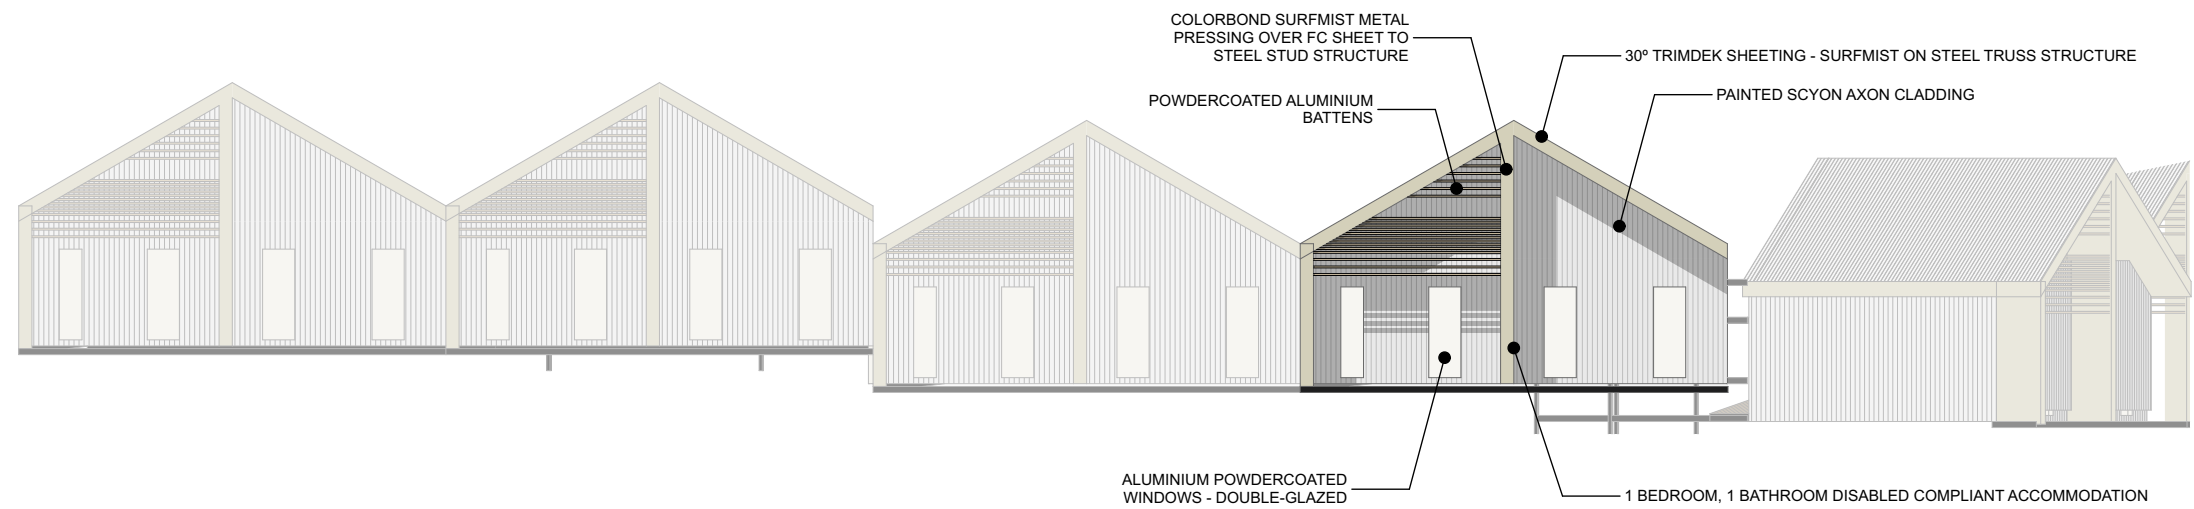 COLORBOND SURFMIST METAL
PRESSING OVER FC SHEET TO
STEEL STUD STRUCTURE
30º TRIMDEK SHEETING - SURFMIST ON STEEL TRUSS STRUCTURE
POWDERCOATED ALUMINIUM
BATTENS
PAINTED SCYON AXON CLADDING
ALUMINIUM POWDERCOATED
WINDOWS - DOUBLE-GLAZED
1 BEDROOM, 1 BATHROOM DISABLED COMPLIANT ACCOMMODATION